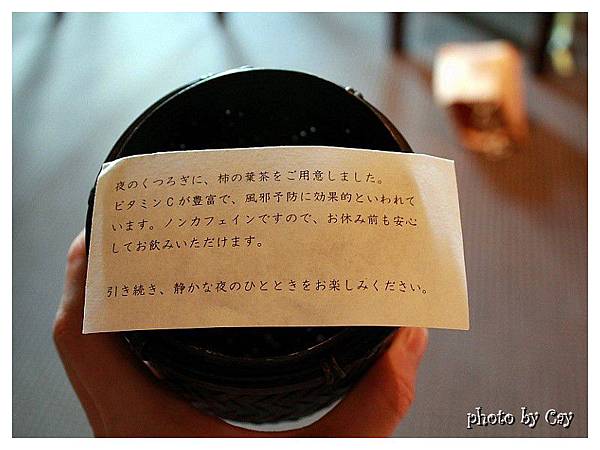 夜のくつろぎに、柿の葉茶をご用意しました。
ビタミンCが豊富で、風邪予防に効果的といわれて
います。ノンカフェインですので、お休み前も安心
してお飲みいただけます。
引き続き、静かな夜のひとときをお楽しみください。
photo by Cay